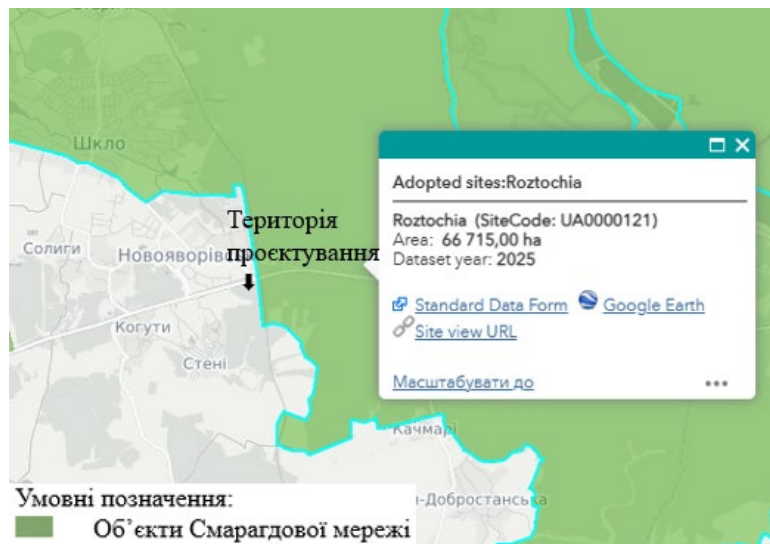 Старичі
Шкло
Солиги
Новояворівськ
Територія
проєктування
Когути
Стені
Качмарі
-Добростанська
Adopted sites:Roztochia
Roztochia (SiteCode: UA0000121)
Area: 66 715,00 ha
Dataset year: 2025
Standard Data Form Google Earth
Site view URL
Масштабувати до
Умовні позначення:
Об’єкти Смарагдової мережі